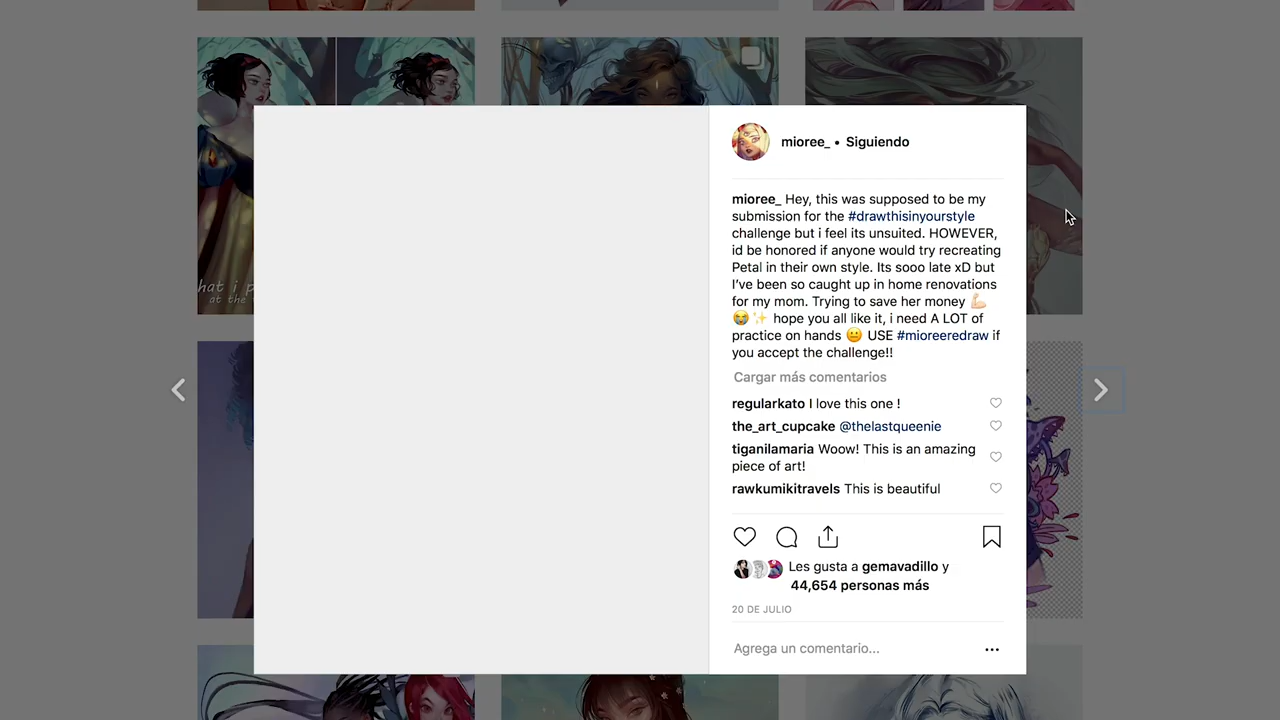 mioree_ • Siguiendo
mioree_ Hey, this was supposed to be my
submission for the #drawthisinyourstyle
challenge but i feel its unsuited. HOWEVER,
id be honored if anyone would try recreating
Petal in their own style. Its sooo late xD but
I’ve been so caught up in home renovations
for my mom. Trying to save her money 💪🏻
😭✨ hope you all like it, i need A LOT of
practice on hands 😐 USE #mioreeredraw if
you accept the challenge!!
Cargar más comentarios
regularkato I love this one !
the_art_cupcake @thelastqueenie
tiganilamaria Woow! This is an amazing
piece of art!
rawkumikitravels This is beautiful
Les gusta a gemavadillo y
44,654 personas más
20 DE JULIO
Agrega un comentario...
hat i p
at the